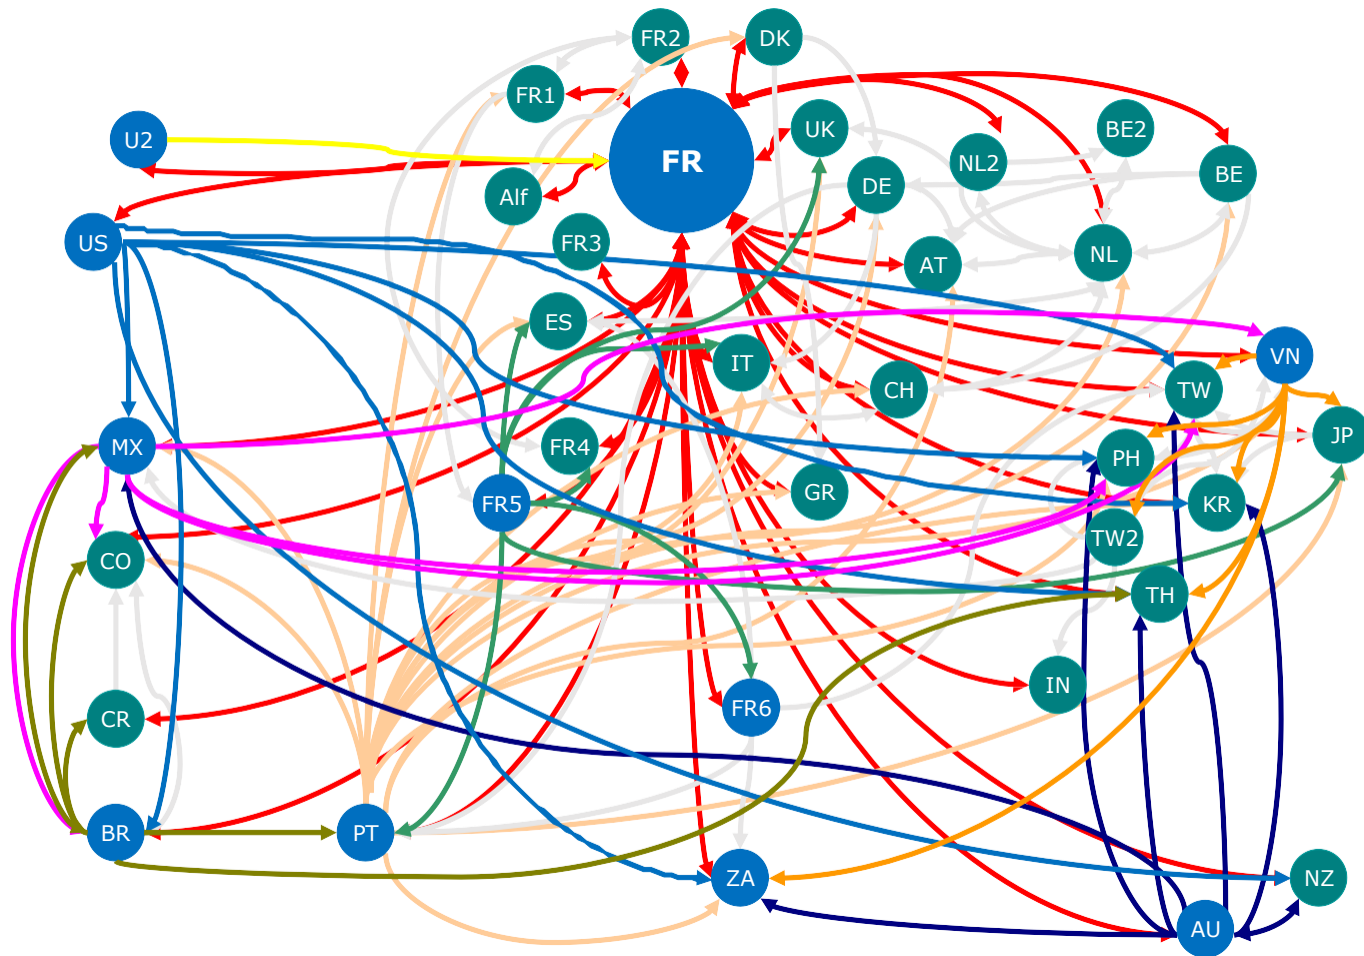 FR2
DK
FR1
UK
BE2
U2
FR
NL2
BE
Alf
DE
US
FR3
AT
NL
ES
IT
VN
CH
TW
MX
FR4
PH
JP
FR5
GR
KR
TW2
CO
TH
IN
CR
FR6
BR
PT
ZA
NZ
AU